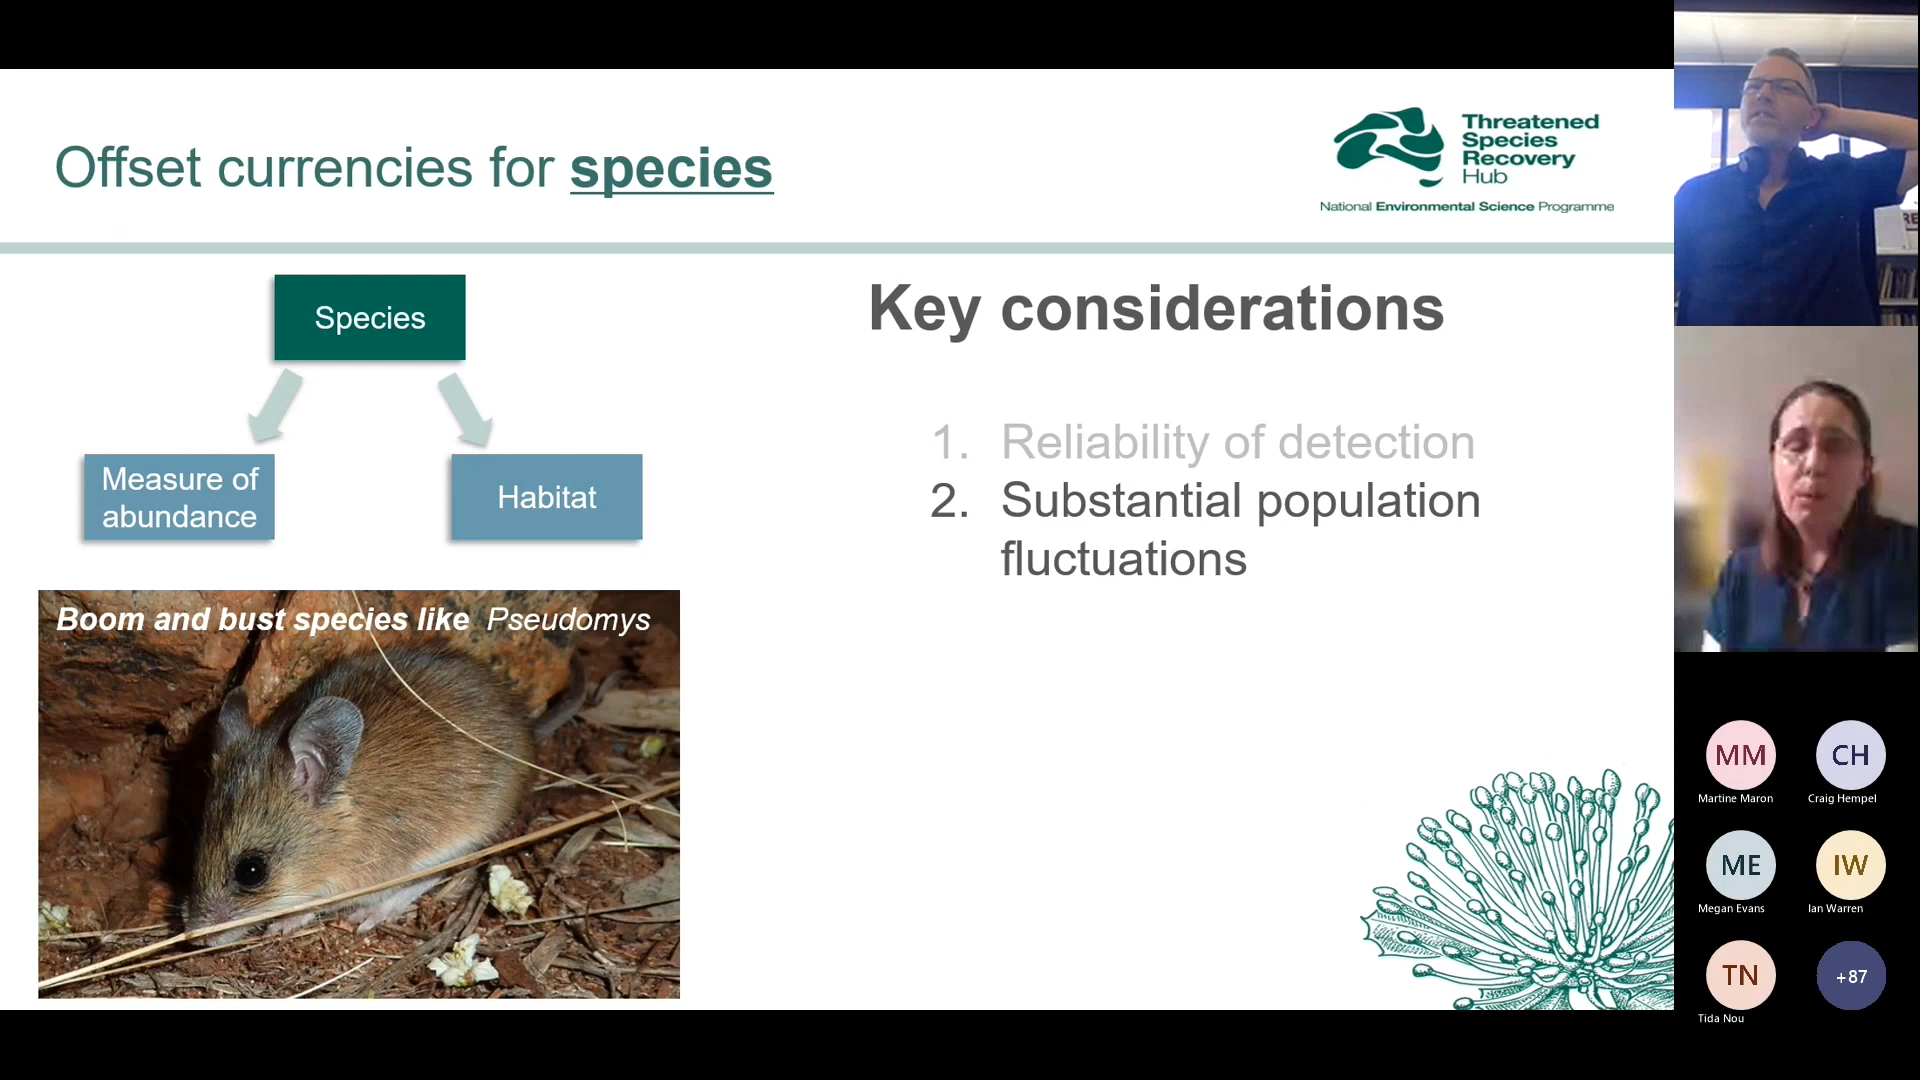 Offset currencies for species
Threatened
Species
Recovery
Hub
National Environmental Science Programme
Species
Measure of
abundance
Habitat
Boom and bust species like Pseudomys
Key considerations
1. Reliability of detection
2. Substantial population
fluctuations
RE
MM
Martine Maron
CH
Craig Hempel
ME
Megan Evans
IW
Ian Warren
TN
Tida Nou
+87